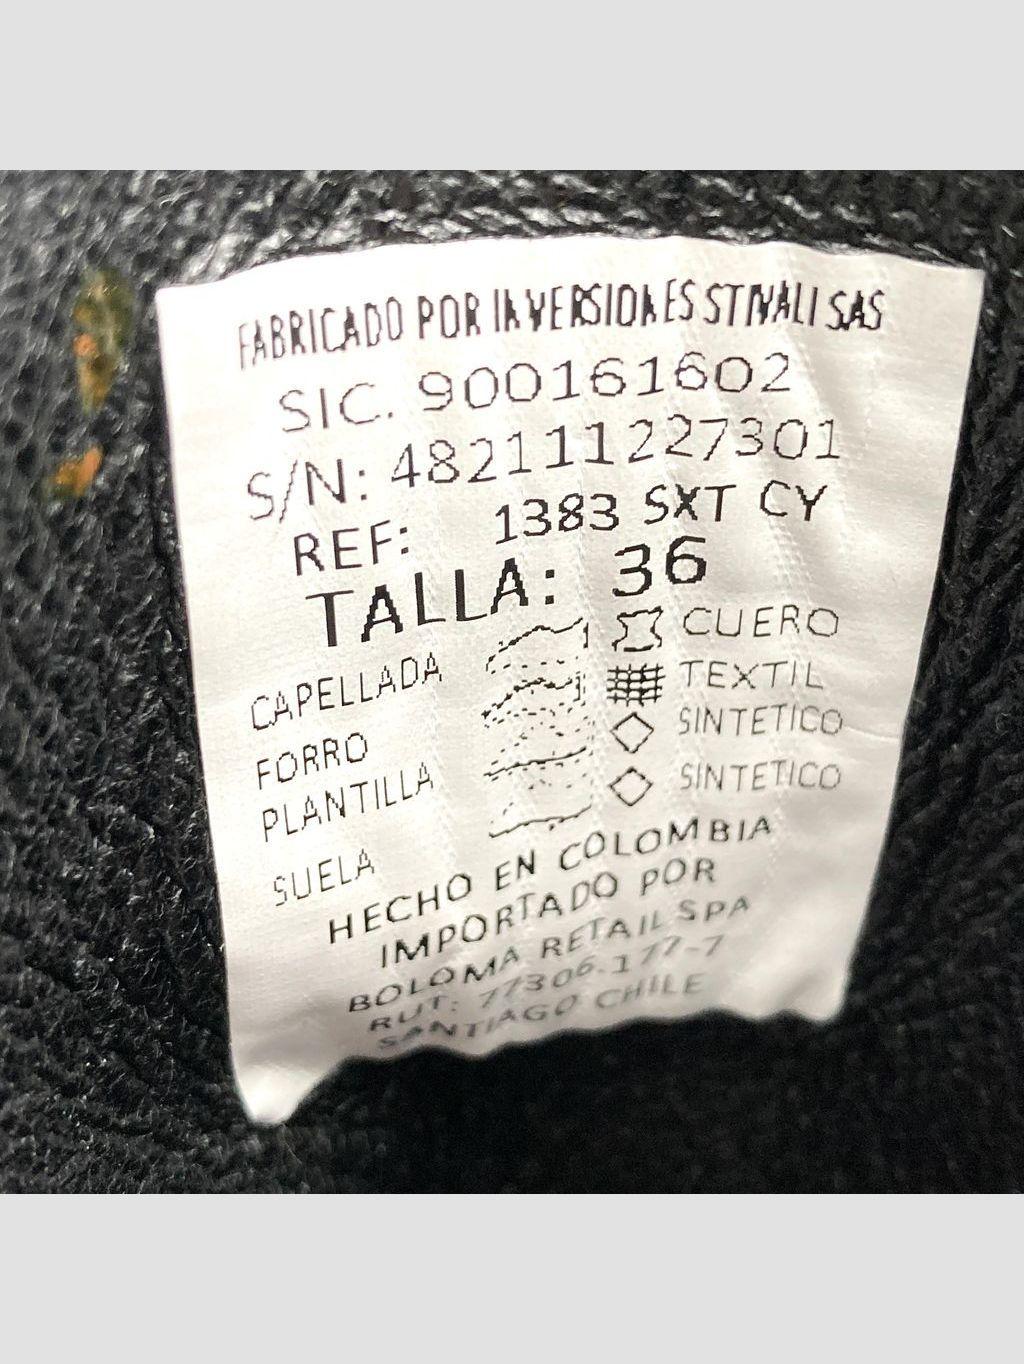 FABRICADO POR INVERSIONES STIVALI SAS
SIC. 900161602
S/N: 482111227301
REF: 1383 SXT CY
TALLA: 36
CAPELLADA CUERO
FORRO TEXTIL
PLANTILLA SINTETICO
SUELA SINTETICO
HECHO EN COLOMBIA
IMPORTADO POR
BOLOMA RETAIL SPA
RUT: 77306.177-7
SANTIAGO CHILE